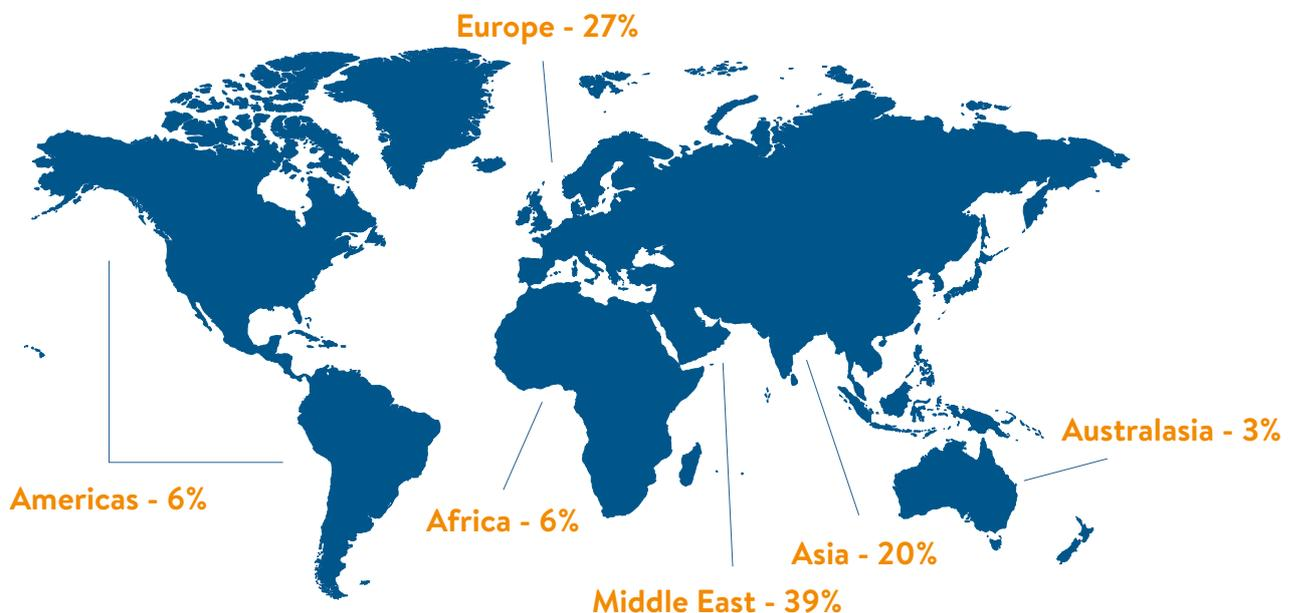 Europe - 27%
Australasia - 3%
Americas - 6%
Africa - 6%
Asia - 20%
Middle East - 39%